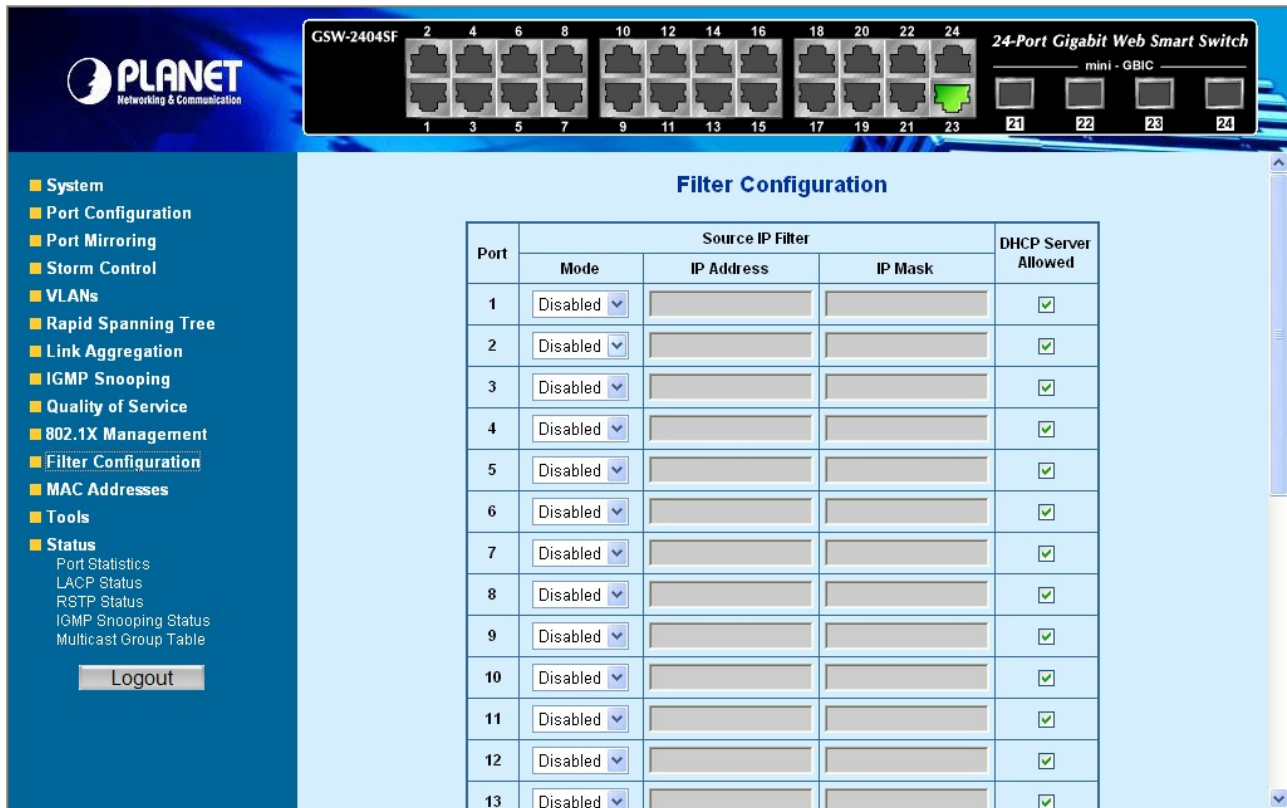 PLANET
Networking & Communication
GSW-2404SF
2 4 6 8 10 12 14 16 18 20 22 24
1 3 5 7 9 11 13 15 17 19 21 23
24-Port Gigabit Web Smart Switch
mini - GBIC
21 22 23 24
System
Port Configuration
Port Mirroring
Storm Control
VLANs
Rapid Spanning Tree
Link Aggregation
IGMP Snooping
Quality of Service
802.1X Management
Filter Configuration
MAC Addresses
Tools
Status
Port Statistics
LACP Status
RSTP Status
IGMP Snooping Status
Multicast Group Table
Logout
Filter Configuration
Port
Source IP Filter
DHCP Server
Allowed
Mode IP Address IP Mask
1 Disabled
2 Disabled
3 Disabled
4 Disabled
5 Disabled
6 Disabled
7 Disabled
8 Disabled
9 Disabled
10 Disabled
11 Disabled
12 Disabled
13 Disabled